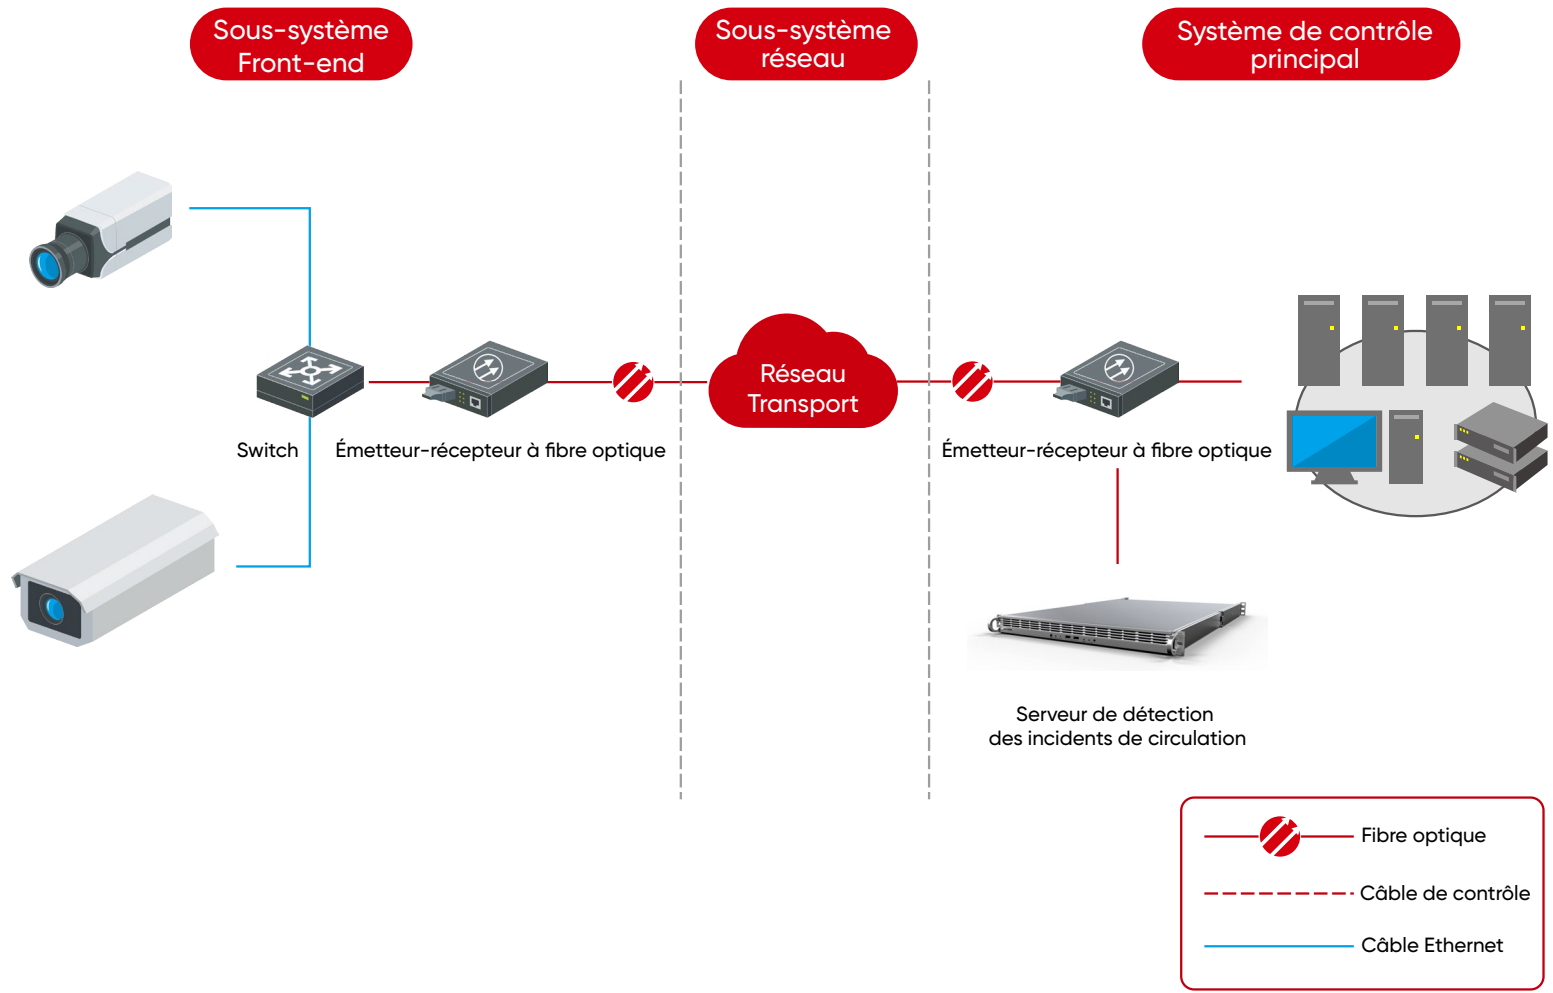 Sous-système
Front-end
Sous-système
réseau
Système de contrôle
principal
Réseau
Transport
Switch
Émetteur-récepteur à fibre optique
Émetteur-récepteur à fibre optique
Serveur de détection
des incidents de circulation
Fibre optique
Câble de contrôle
Câble Ethernet